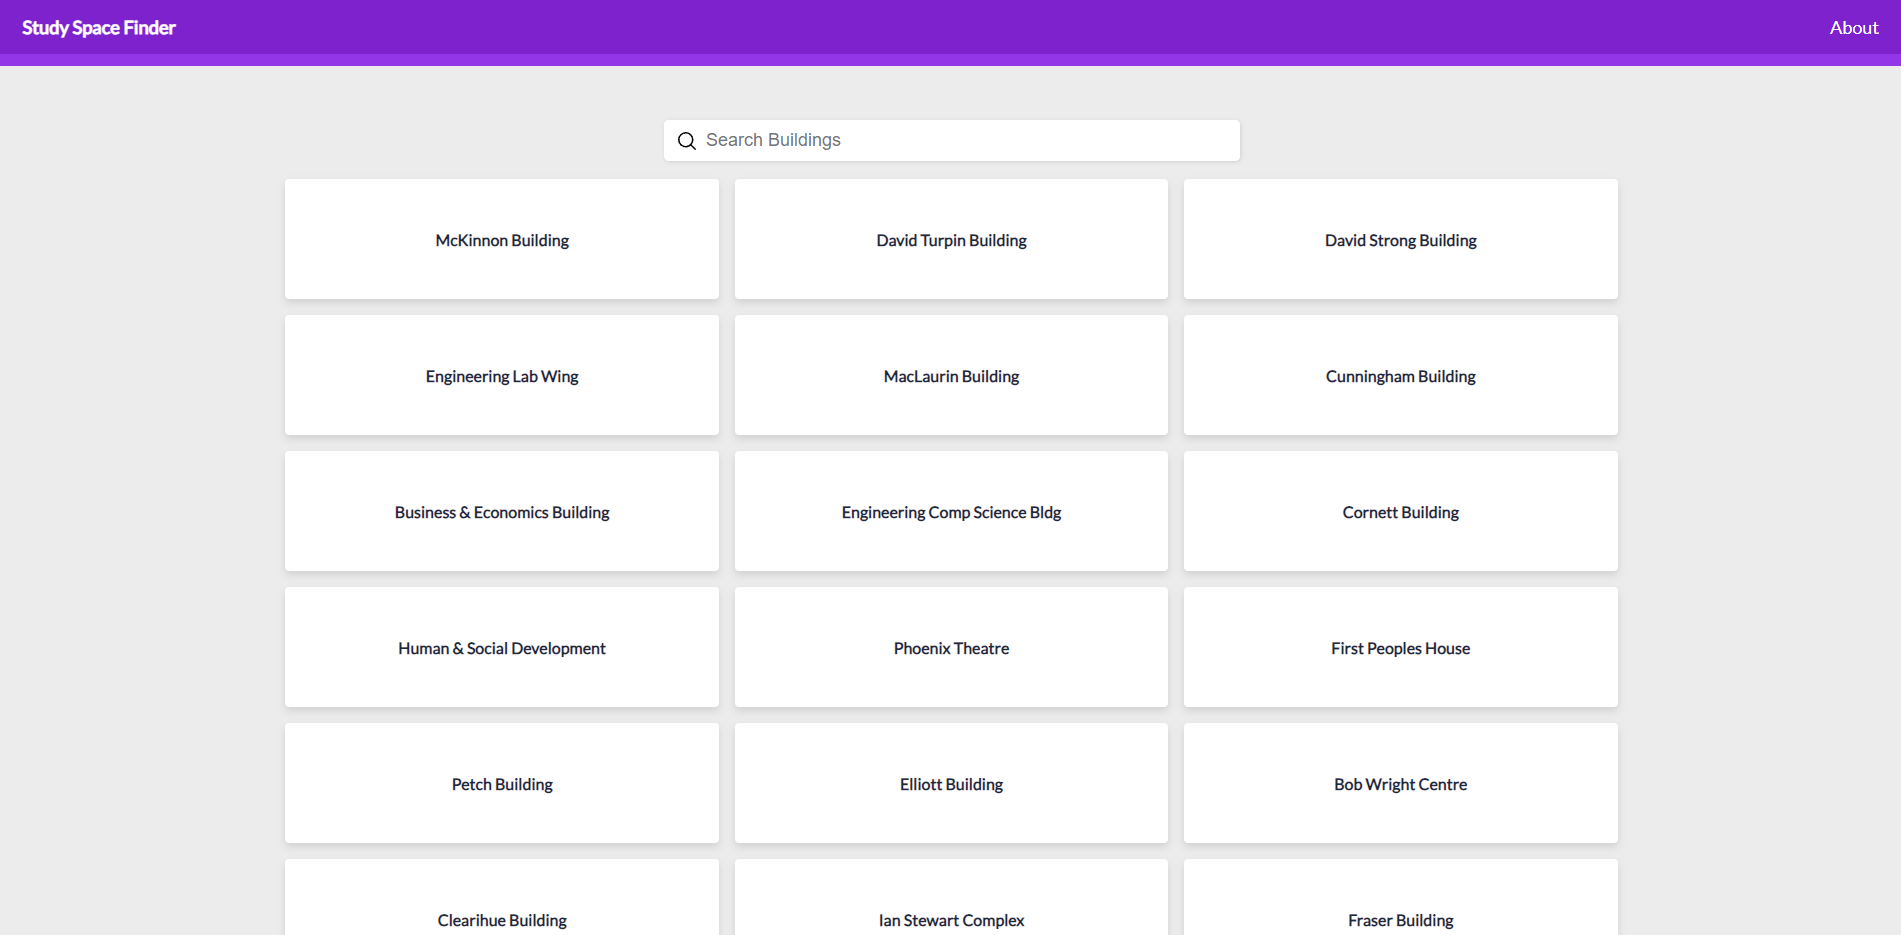 Study Space Finder
About
Search Buildings
McKinnon Building
David Turpin Building
David Strong Building
Engineering Lab Wing
MacLaurin Building
Cunningham Building
Business & Economics Building
Engineering Comp Science Bldg
Cornett Building
Human & Social Development
Phoenix Theatre
First Peoples House
Petch Building
Elliott Building
Bob Wright Centre
Clearihue Building
Ian Stewart Complex
Fraser Building